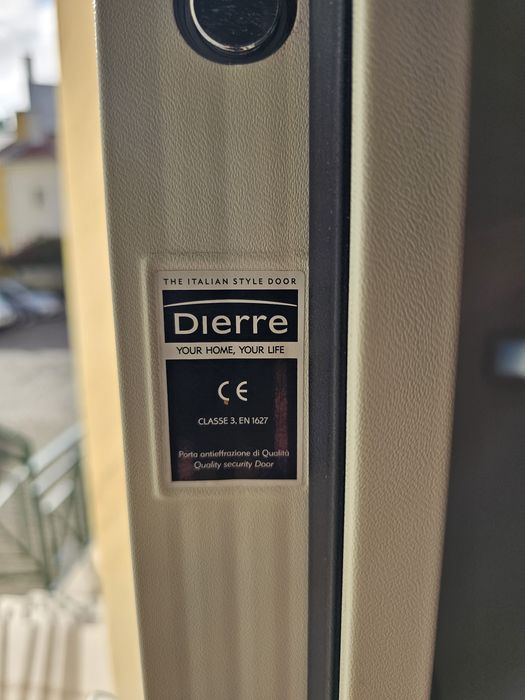 THE ITALIAN STYLE DOOR
Dierre
YOUR HOME, YOUR LIFE
CE
CLASSE 3, EN 1627
Porta antieffrazione di Qualità
Quality security Door